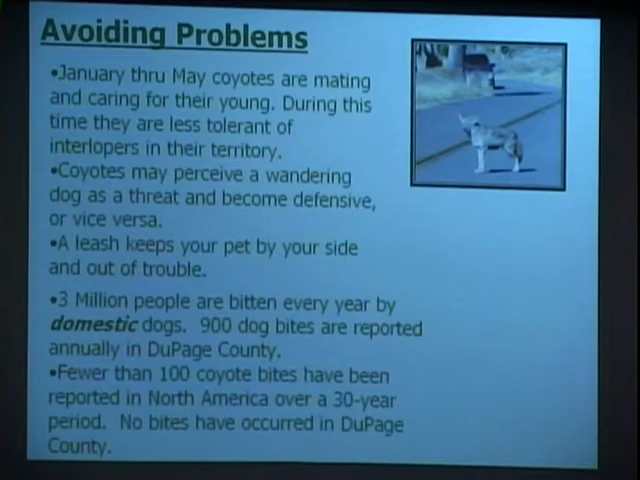 Avoiding Problems
•January thru May coyotes are mating
and caring for their young. During this
time they are less tolerant of
interlopers in their territory.
•Coyotes may perceive a wandering
dog as a threat and become defensive,
or vice versa.
•A leash keeps your pet by your side
and out of trouble.
•3 Million people are bitten every year by
domestic dogs. 900 dog bites are reported
annually in DuPage County.
•Fewer than 100 coyote bites have been
reported in North America over a 30-year
period. No bites have occurred in DuPage
County.